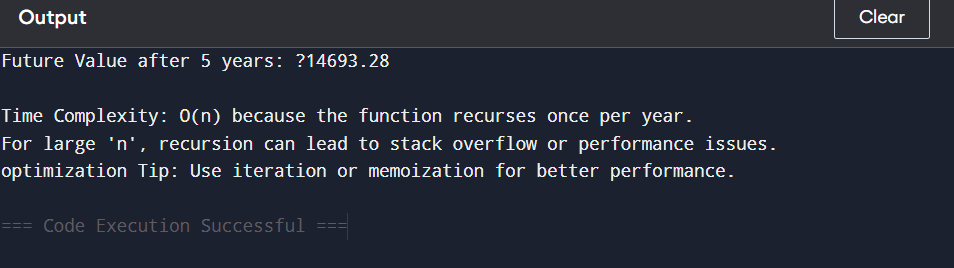 Output
Clear
Future Value after 5 years: ?14693.28
Time Complexity: O(n) because the function recurses once per year.
For large 'n', recursion can lead to stack overflow or performance issues.
optimization Tip: Use iteration or memoization for better performance.
=== Code Execution Successful ===